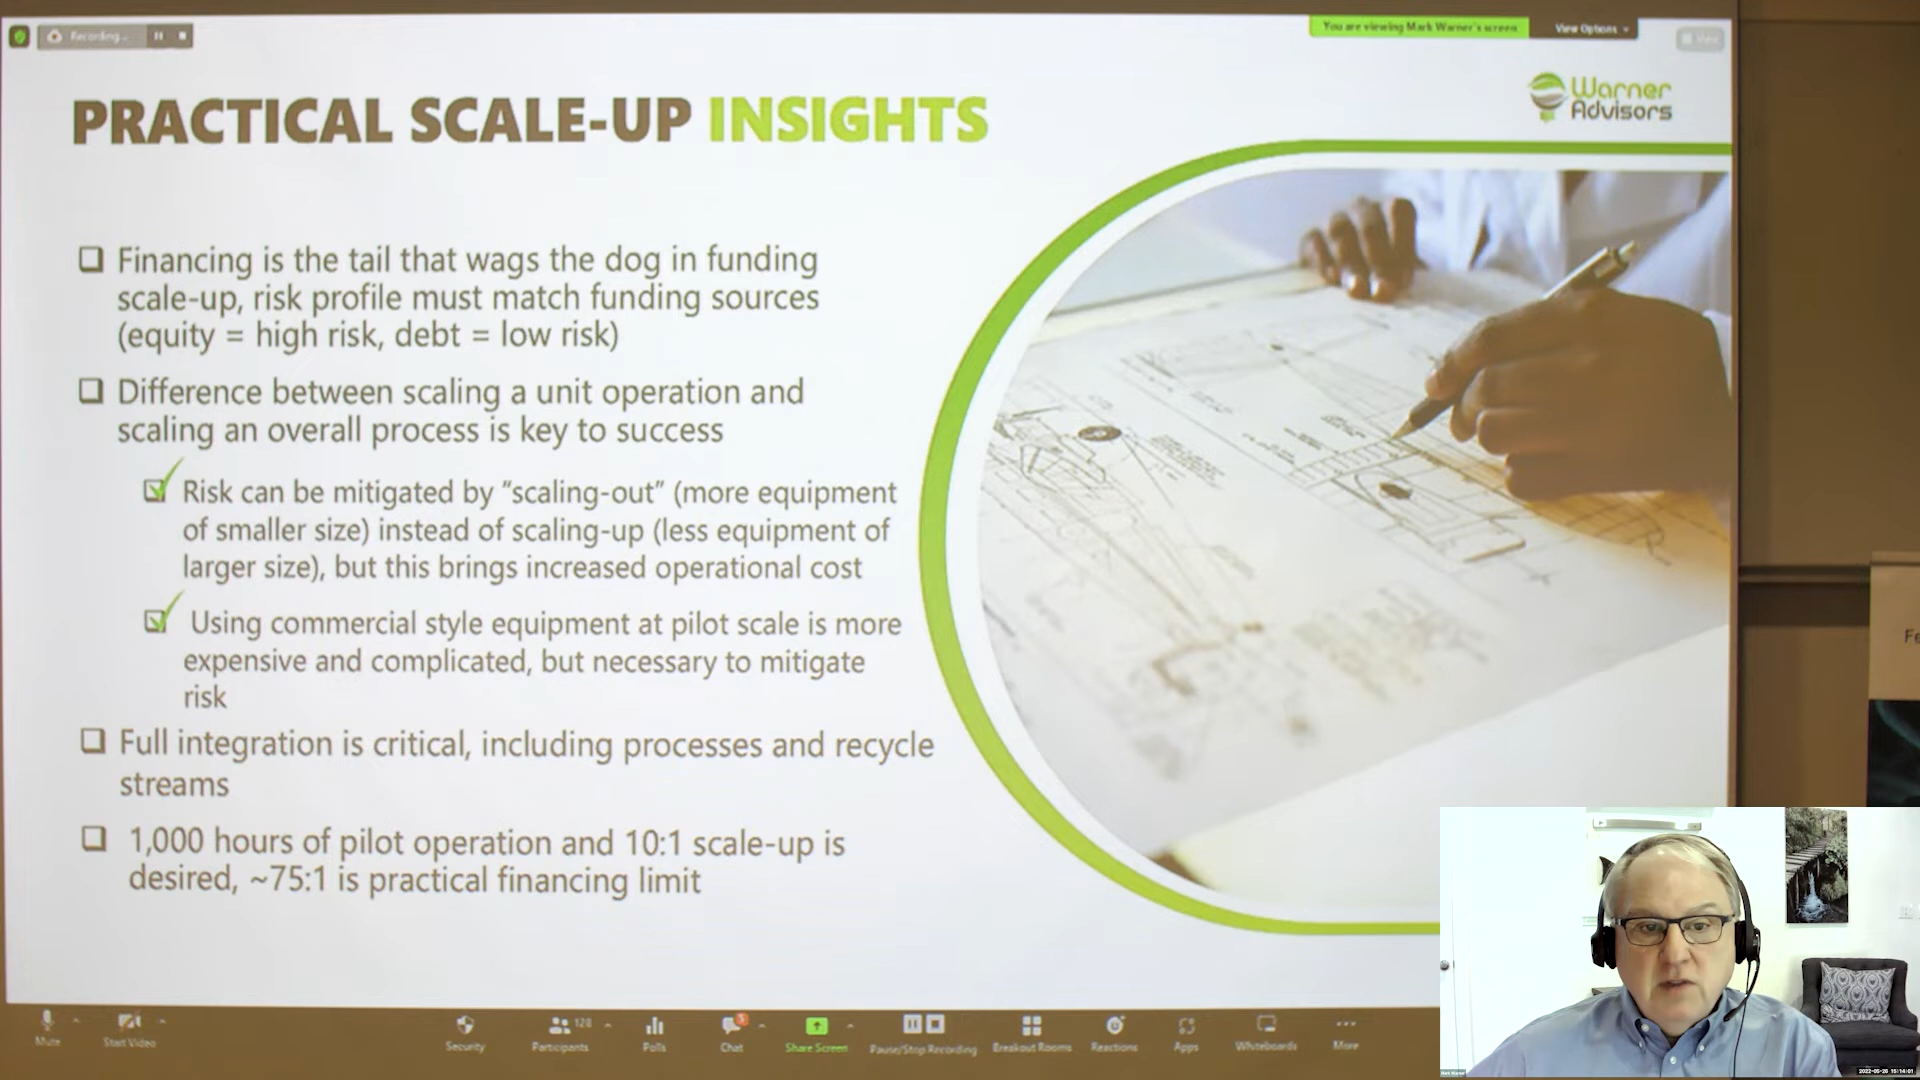 Recording...
You are viewing Mark Warner's screen
View Options
View
Warner
Advisors
PRACTICAL SCALE-UP INSIGHTS
Financing is the tail that wags the dog in funding
scale-up, risk profile must match funding sources
(equity = high risk, debt = low risk)
Difference between scaling a unit operation and
scaling an overall process is key to success
Risk can be mitigated by "scaling-out" (more equipment
of smaller size) instead of scaling-up (less equipment of
larger size), but this brings increased operational cost
Using commercial style equipment at pilot scale is more
expensive and complicated, but necessary to mitigate
risk
Full integration is critical, including processes and recycle
streams
1,000 hours of pilot operation and 10:1 scale-up is
desired, ~75:1 is practical financing limit
Fe
Mute
Start Video
Security
128
Participants
Polls
Chat
Share Screen
Pause/Stop Recording
Breakout Rooms
Reactions
Apps
Whiteboards
More